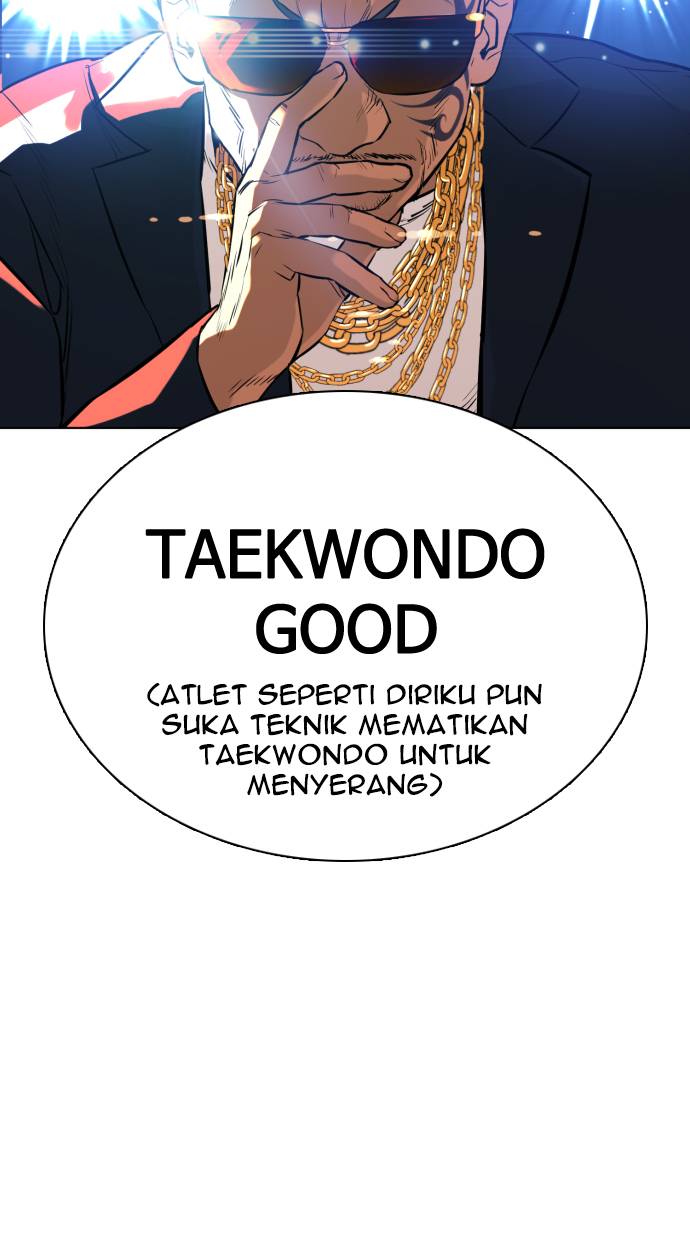 TAEKWONDO
GOOD
(ATLET SEPERTI DIRIKU PUN
SUKA TEKNIK MEMATIKAN
TAEKWONDO UNTUK
MENYERANG)